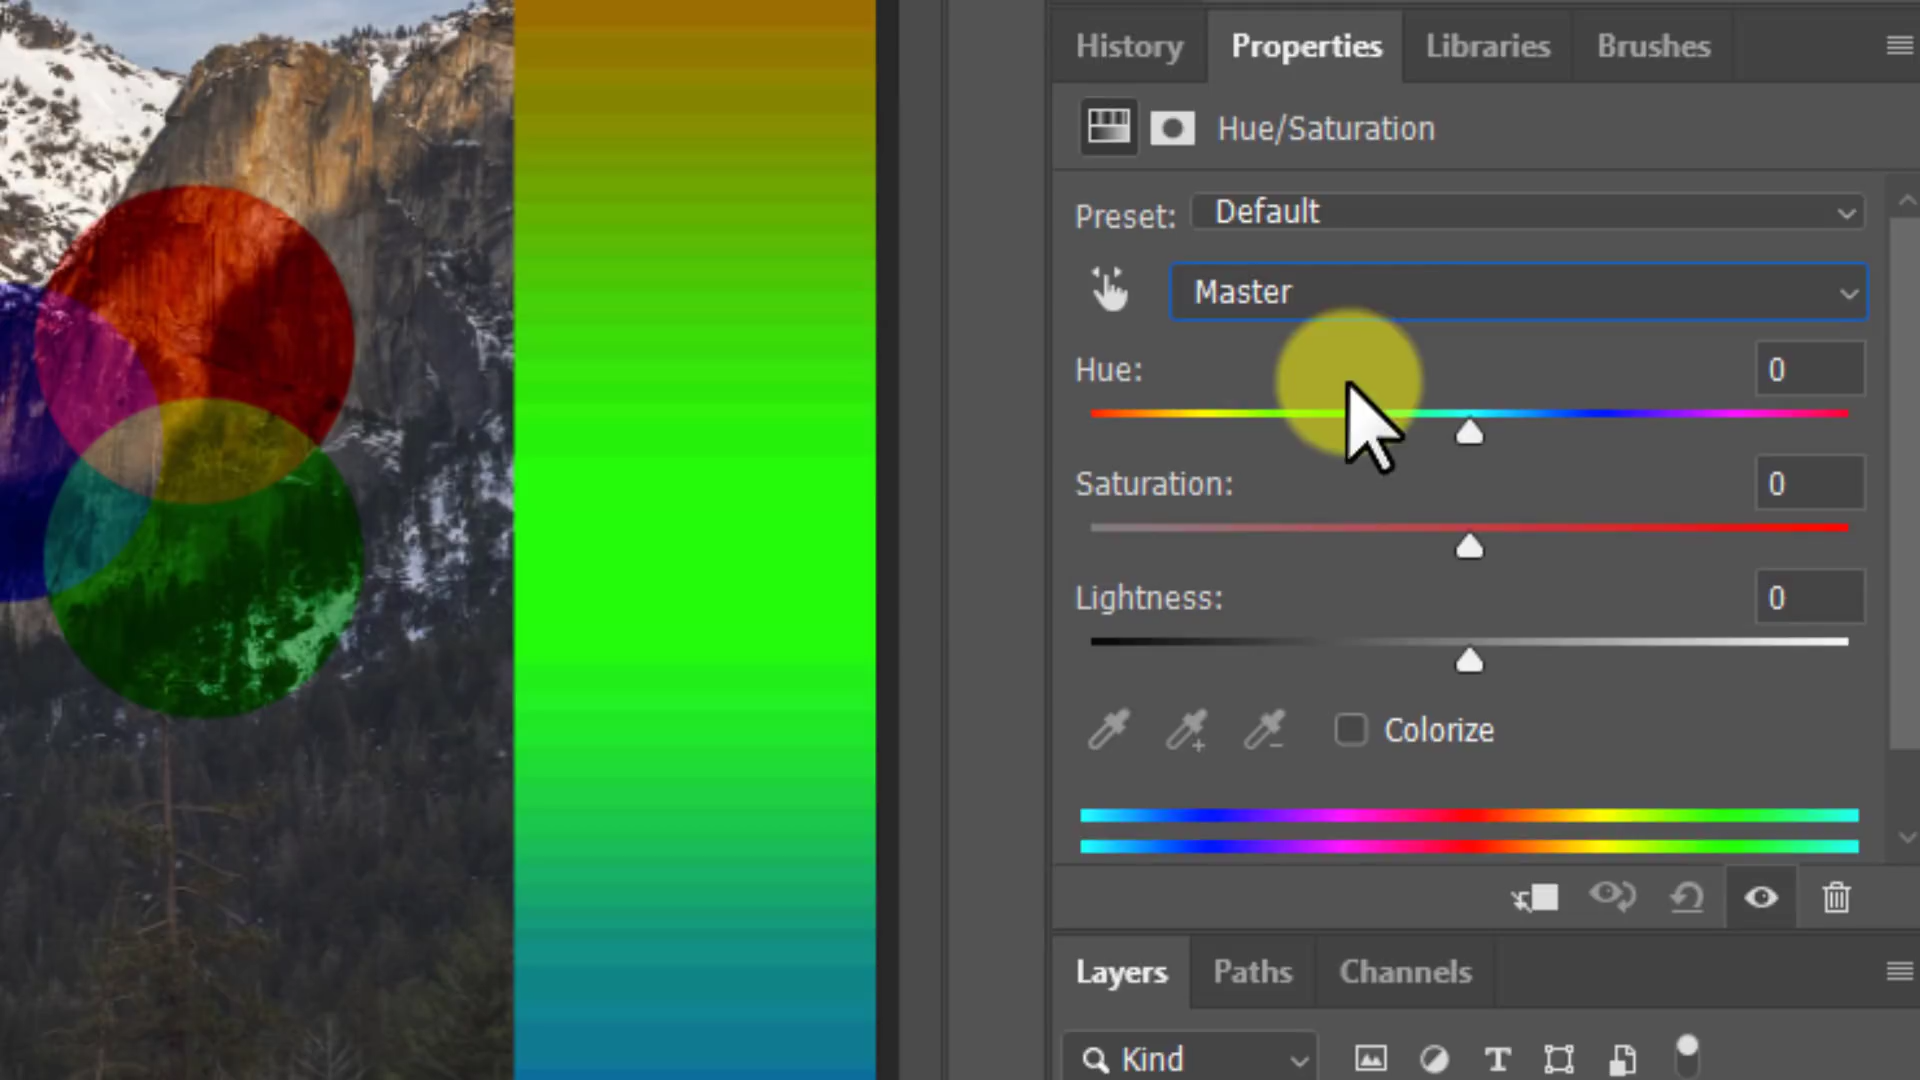 History Properties Libraries Brushes
Hue/Saturation
Preset: Default
Master
Hue: 0
Saturation: 0
Lightness: 0
Colorize
Layers Paths Channels
Kind